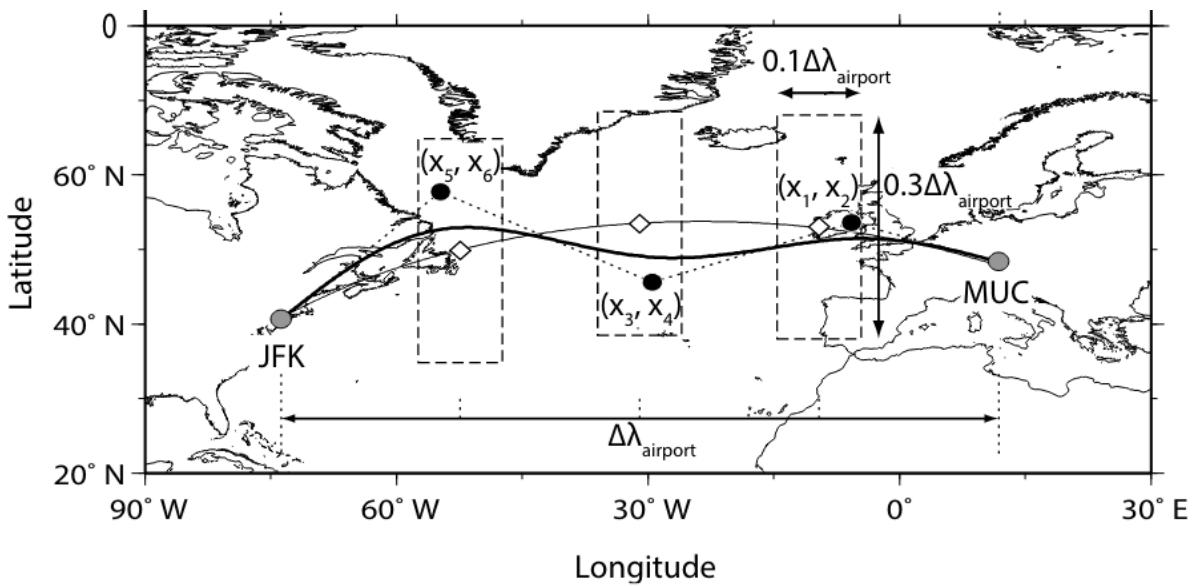 0
0.1Δλairport
60° N
(x5, x6)
(x1, x2)
0.3Δλairport
Latitude
(x3, x4)
MUC
40° N
JFK
Δλairport
20° N
90° W
60° W
30° W
0
30° E
Longitude